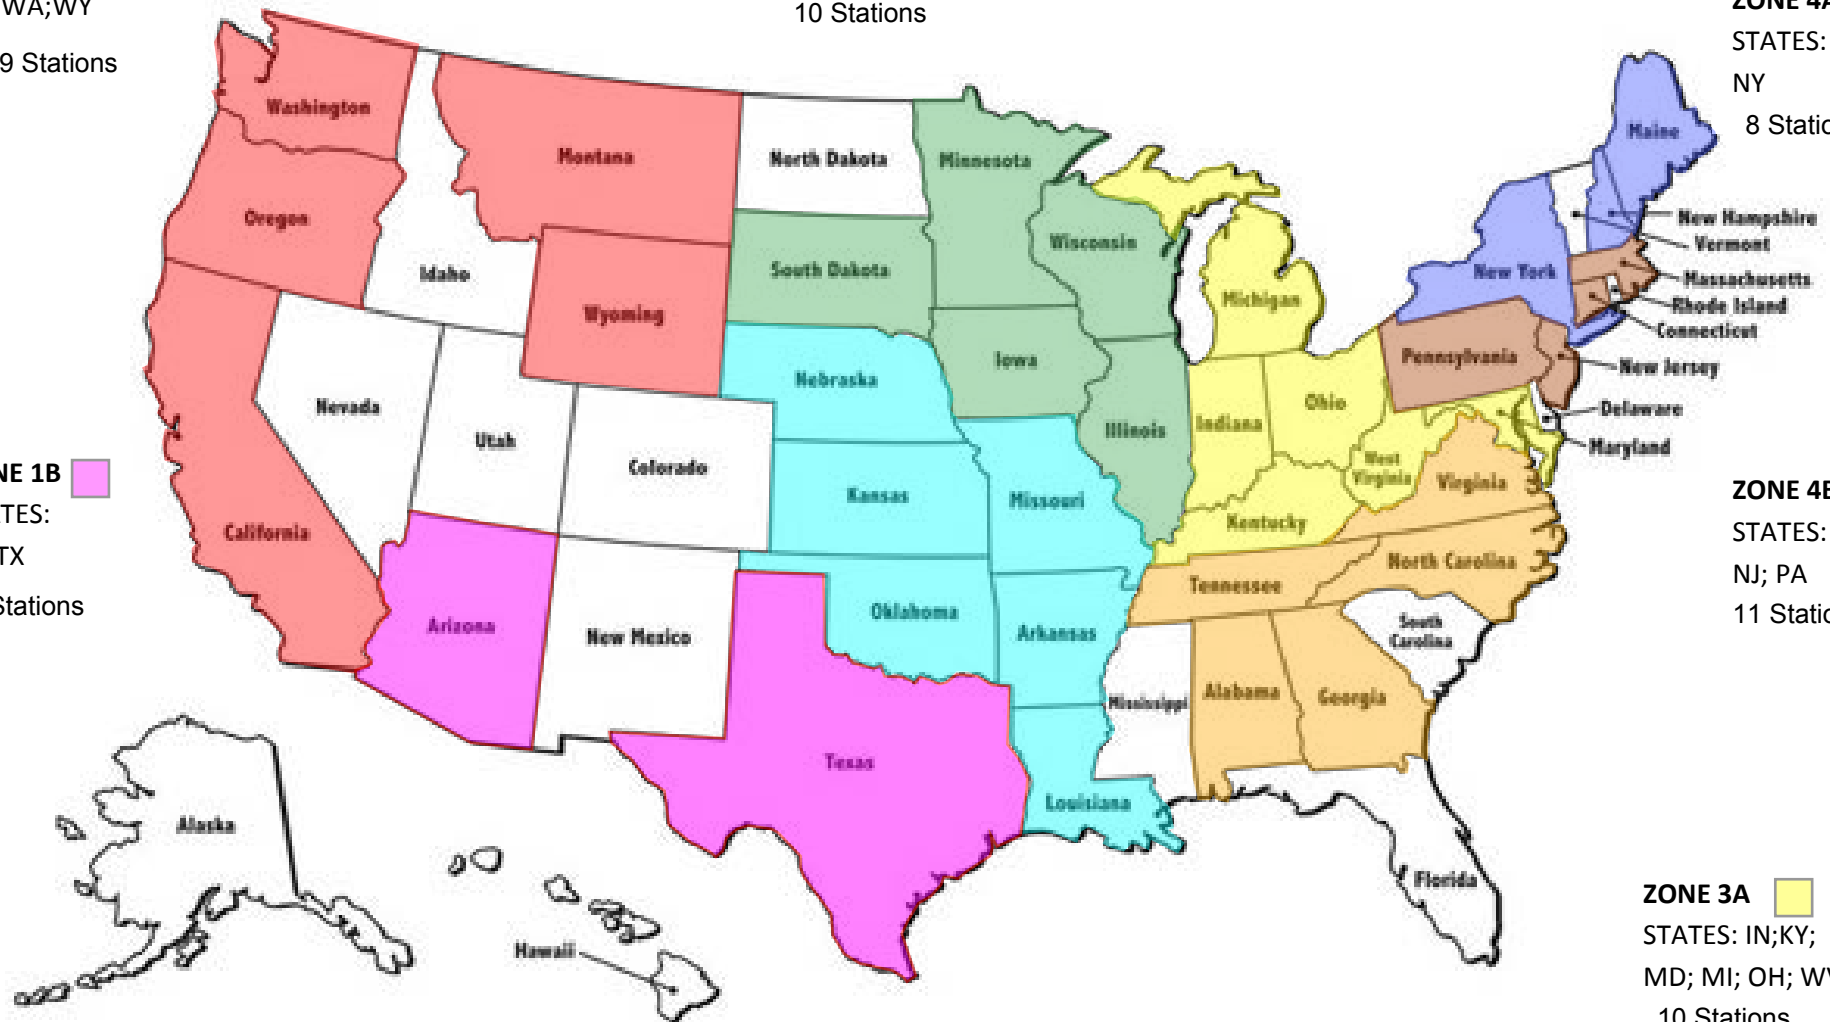 WA;WY
9 Stations
10 Stations
ZONE 4A
STATES:
NY
8 Static
NE 1B
TES:
TX
Stations
ZONE 4B
STATES:
NJ; PA
11 Static
ZONE 3A
STATES: IN;KY;
MD; MI; OH; WV
10 Stations
Washington
Montana
North Dakota
Minnesota
Maine
Oregon
Idaho
Wyoming
South Dakota
Wisconsin
Michigan
New York
New Hampshire
Vermont
Massachusetts
Rhode Island
Connecticut
New Jersey
Delaware
Maryland
Pennsylvania
Nebraska
Iowa
Illinois
Indiana
Ohio
West
Virginia
Virginia
Nevada
Utah
Colorado
Kansas
Missouri
Kentucky
California
Arizona
New Mexico
Oklahoma
Arkansas
Tennessee
North Carolina
South
Carolina
Mississippi
Alabama
Georgia
Texas
Louisiana
Florida
Alaska
Hawaii